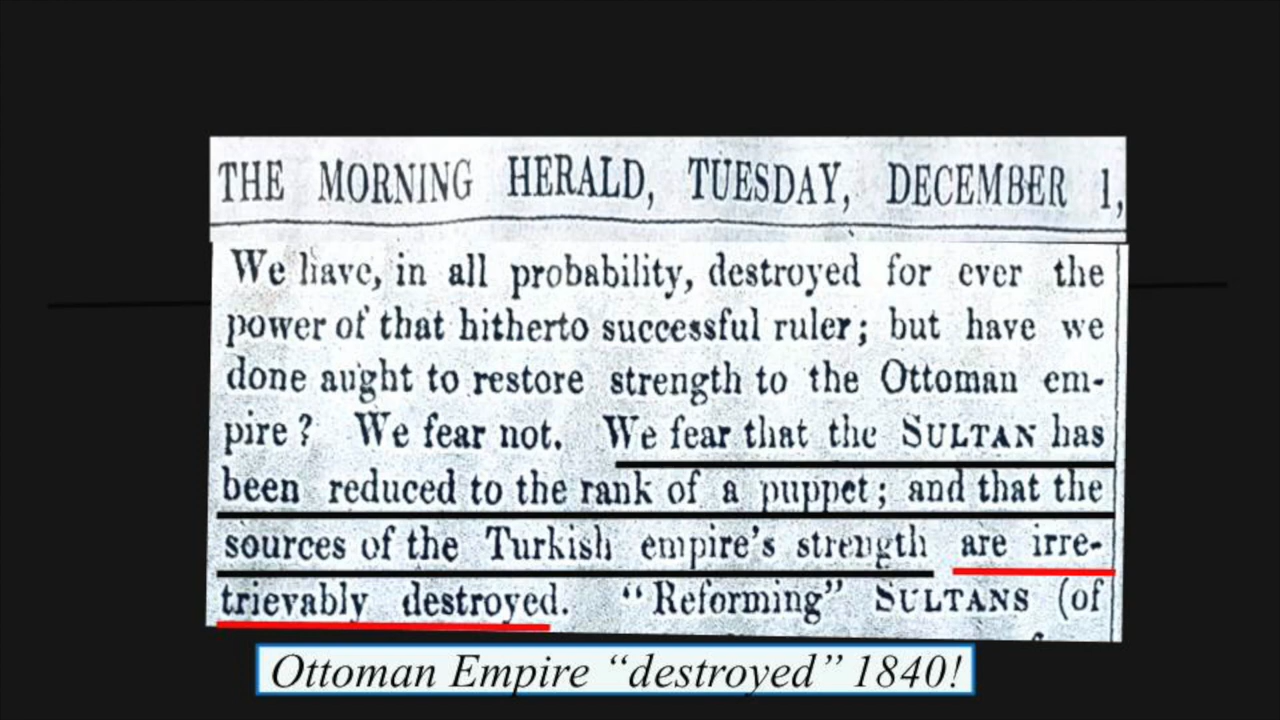 THE MORNING HERALD, TUESDAY, DECEMBER 1,
We have, in all probability, destroyed for ever the
power of that hitherto successful ruler; but have we
done aught to restore strength to the Ottoman em-
pire? We fear not. We fear that the SULTAN has
been reduced to the rank of a puppet; and that the
sources of the Turkish empire's strength are irre-
trievably destroyed. “Reforming” SULTANS (of
Ottoman Empire “destroyed” 1840!